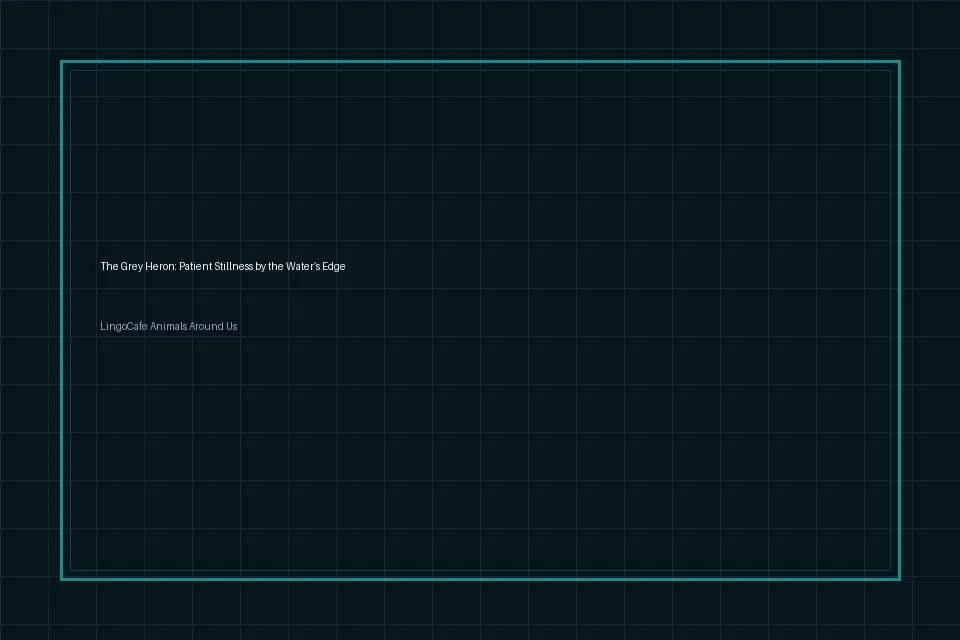 The Grey Heron: Patient Stillness by the Water's Edge
LingoCafe Animals Around Us